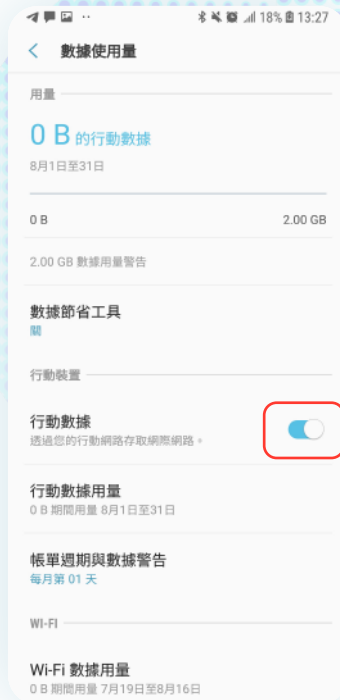 18% 13:27
數據使用量
用量
0 B 的行動數據
8月1日至31日
0 B 2.00 GB
2.00 GB 數據用量警告
數據節省工具
關
行動裝置
行動數據
透過您的行動網路存取網際網路。
行動數據用量
0 B 期間用量 8月1日至31日
帳單週期與數據警告
每月第 01 天
WI-FI
Wi-Fi 數據用量
0 B 期間用量 7月19日至8月16日